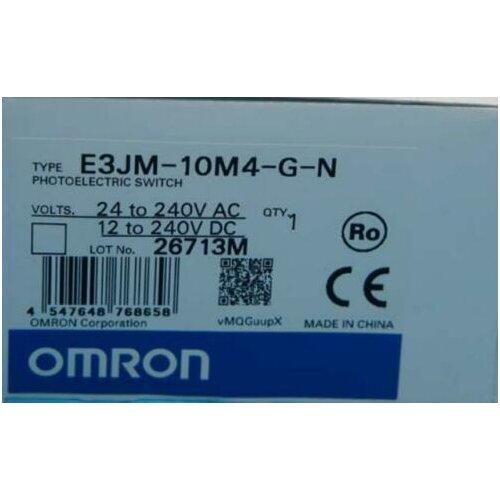 TYPE E3JM-10M4-G-N
PHOTOELECTRIC SWITCH
VOLTS. 24 to 240V AC QTY. 1
12 to 240V DC
Ro
LOT No. 26713M
CE
4 547648 768658
vMQGuupX
OMRON Corporation
MADE IN CHINA
OMRON